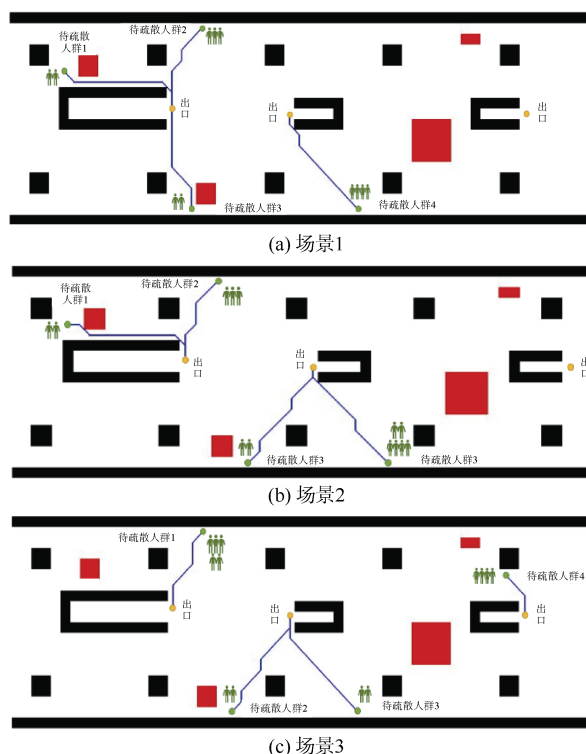 待疏散
人群1
待疏散人群2
出
口
出
口
出
口
待疏散人群3
待疏散人群4
(a) 场景1
待疏散
人群1
待疏散人群2
出
口
出
口
出
口
待疏散人群3
待疏散人群3
(b) 场景2
待疏散人群1
待疏散人群4
出
口
出
口
出
口
待疏散人群2
待疏散人群3
(c) 场景3